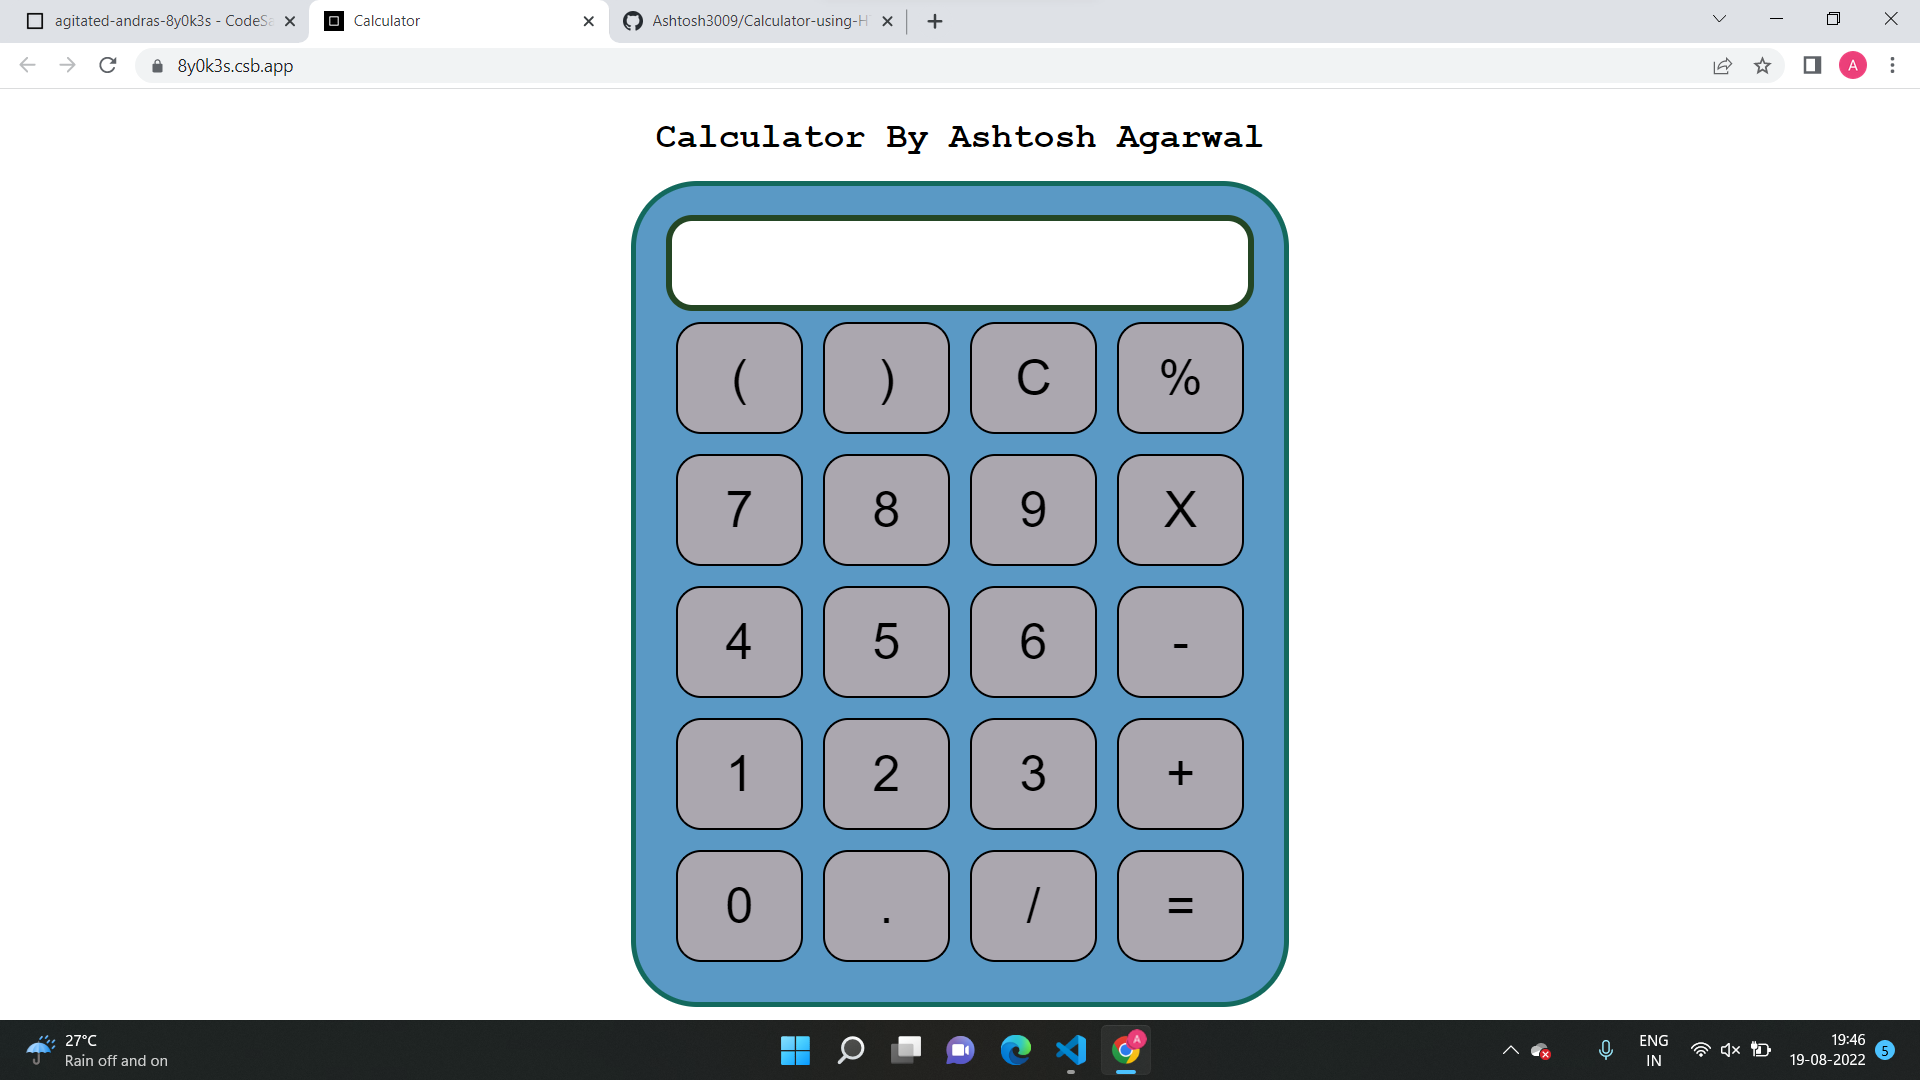 agitated-andras-8y0k3s - CodeSa
Calculator
Ashtosh3009/Calculator-using-H
8y0k3s.csb.app
A
Calculator By Ashtosh Agarwal
( ) C %
7 8 9 X
4 5 6 -
1 2 3 +
0 . / =
27°C
Rain off and on
A
ENG
IN
19:46
19-08-2022
5